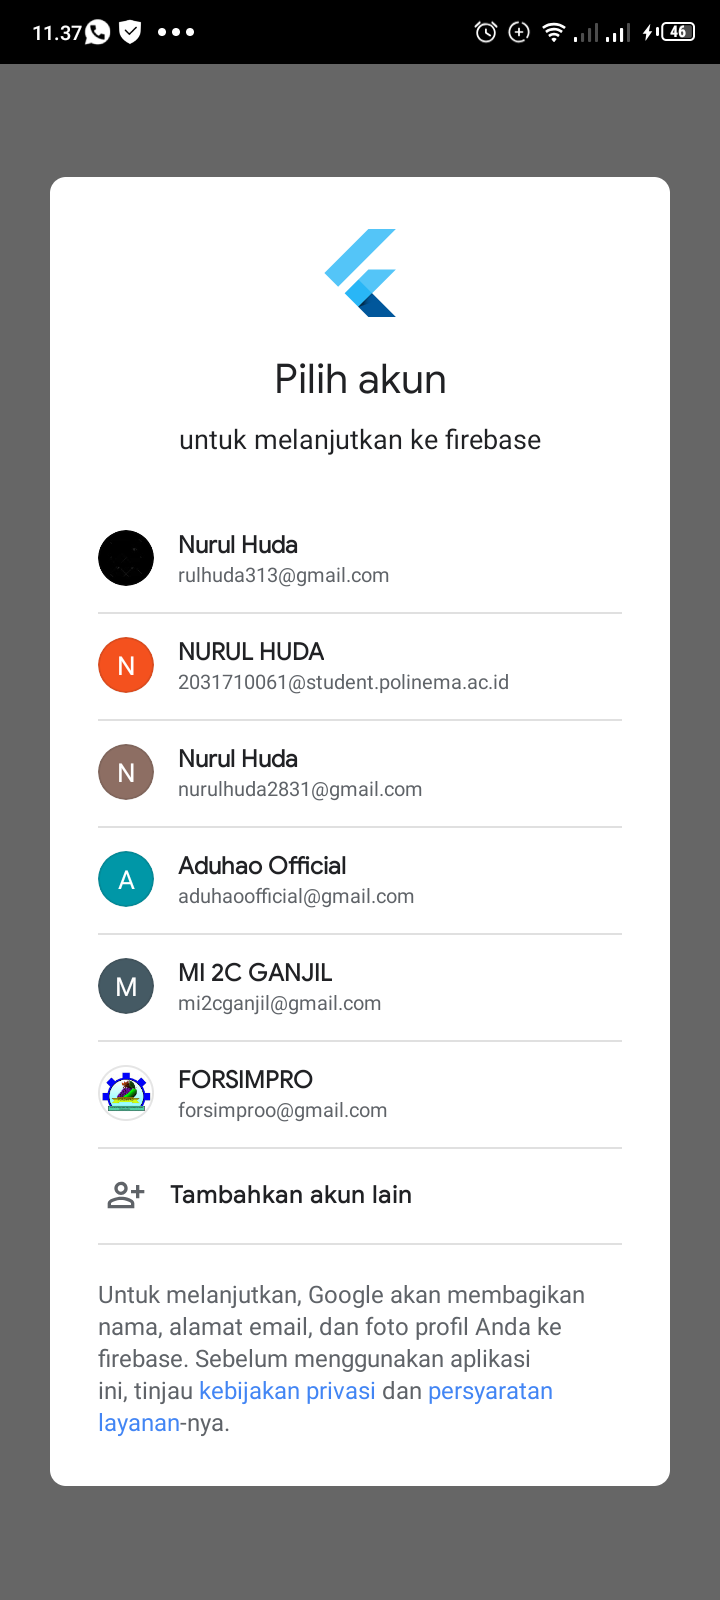 11.37
46
Pilih akun
untuk melanjutkan ke firebase
Nurul Huda
rulhuda313@gmail.com
N
NURUL HUDA
2031710061@student.polinema.ac.id
N
Nurul Huda
nurulhuda2831@gmail.com
A
Aduhao Official
aduhaoofficial@gmail.com
M
MI 2C GANJIL
mi2cganjil@gmail.com
FORSIMPRO
forsimproo@gmail.com
Tambahkan akun lain
Untuk melanjutkan, Google akan membagikan
nama, alamat email, dan foto profil Anda ke
firebase. Sebelum menggunakan aplikasi
ini, tinjau kebijakan privasi dan persyaratan
layanan-nya.